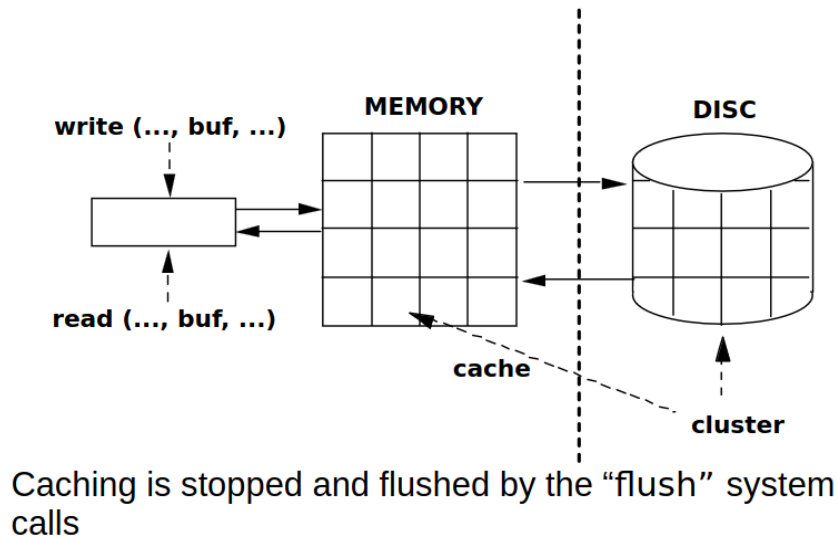 MEMORY
DISC
write (..., buf, ...)
read (..., buf, ...)
cache
cluster
Caching is stopped and flushed by the “flush” system
calls